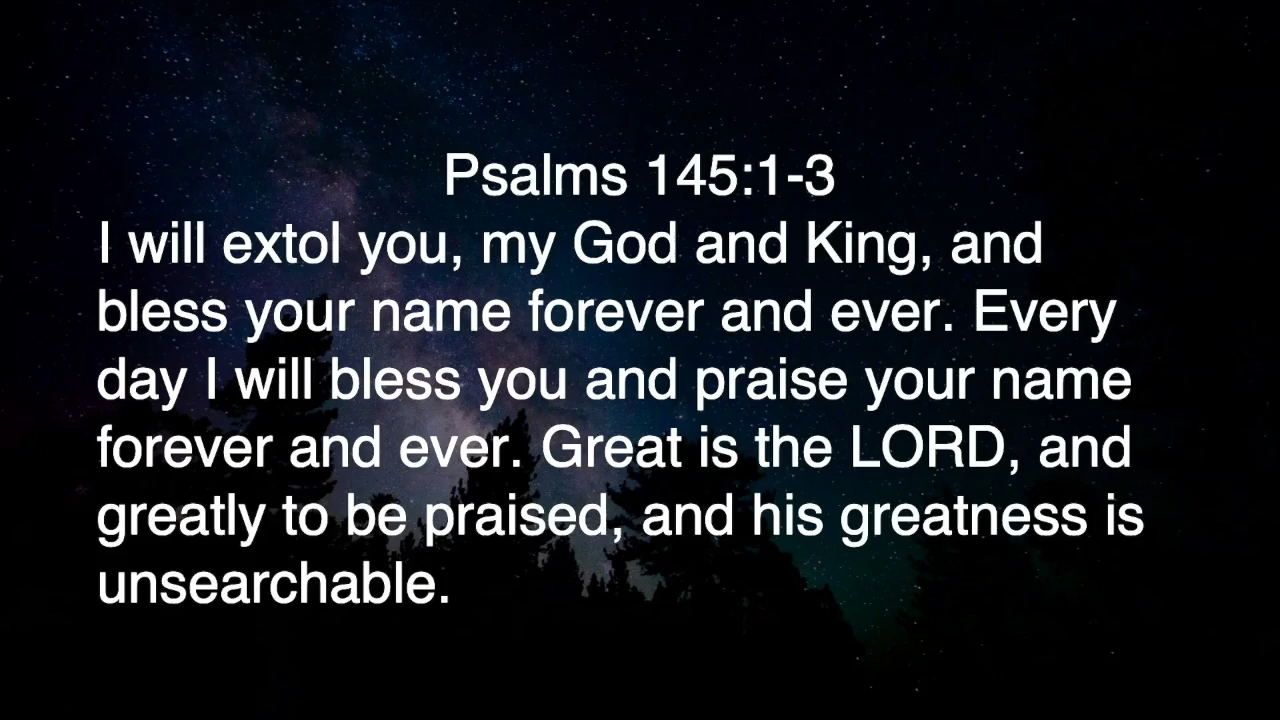 Psalms 145:1-3
I will extol you, my God and King, and
bless your name forever and ever. Every
day I will bless you and praise your name
forever and ever. Great is the LORD, and
greatly to be praised, and his greatness is
unsearchable.